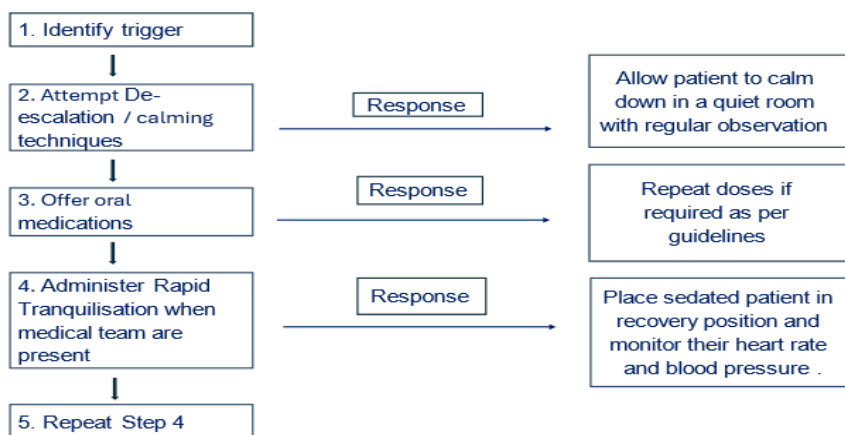 1. Identify trigger
2. Attempt De-
escalation / calming
techniques
Response
Allow patient to calm
down in a quiet room
with regular observation
3. Offer oral
medications
Response
Repeat doses if
required as per
guidelines
4. Administer Rapid
Tranquilisation when
medical team are
present
Response
Place sedated patient in
recovery position and
monitor their heart rate
and blood pressure .
5. Repeat Step 4